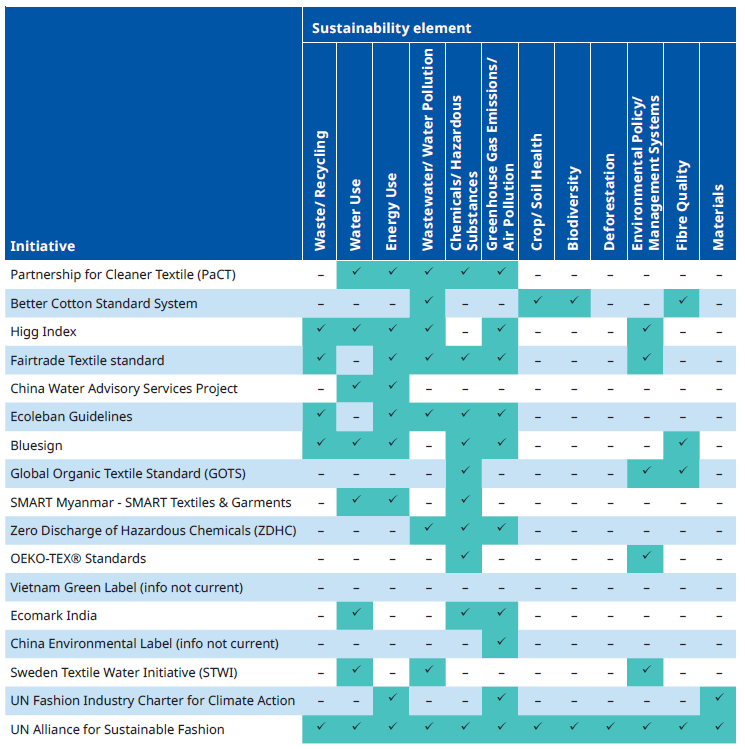 Sustainability element
Initiative
Waste/ Recycling
Water Use
Energy Use
Wastewater/ Water Pollution
Chemicals/ Hazardous
Substances
Greenhouse Gas Emissions/
Air Pollution
Crop/ Soil Health
Biodiversity
Deforestation
Environmental Policy/
Management Systems
Fibre Quality
Materials
Partnership for Cleaner Textile (PaCT) – ✓ ✓ ✓ ✓ ✓ – – – – – –
Better Cotton Standard System – – – ✓ – – ✓ ✓ – – ✓ –
Higg Index ✓ ✓ ✓ ✓ – ✓ – – – ✓ – –
Fairtrade Textile standard ✓ – ✓ ✓ ✓ ✓ – – – ✓ – –
China Water Advisory Services Project – ✓ ✓ – – – – – – – – –
Ecoleban Guidelines ✓ – ✓ ✓ ✓ ✓ – – – – – –
Bluesign ✓ ✓ ✓ – ✓ ✓ – – – – ✓ –
Global Organic Textile Standard (GOTS) – – – – ✓ – – – – ✓ ✓ –
SMART Myanmar - SMART Textiles & Garments – ✓ ✓ – ✓ – – – – – – –
Zero Discharge of Hazardous Chemicals (ZDHC) – – – ✓ ✓ ✓ – – – – – –
OEKO-TEX® Standards – – – – ✓ – – – – ✓ – –
Vietnam Green Label (info not current) – – – – – – – – – – – –
Ecomark India – ✓ – – ✓ ✓ – – – – – –
China Environmental Label (info not current) – – – – – ✓ – – – – – –
Sweden Textile Water Initiative (STWI) – ✓ – ✓ – – – – – ✓ – –
UN Fashion Industry Charter for Climate Action – – ✓ – – ✓ – – – – – ✓
UN Alliance for Sustainable Fashion ✓ ✓ ✓ ✓ ✓ ✓ ✓ ✓ ✓ ✓ ✓ ✓